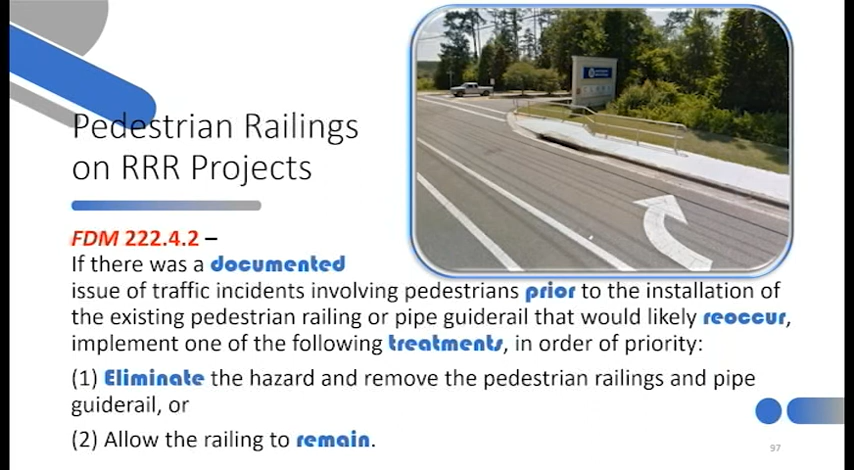 Pedestrian Railings
on RRR Projects
FDM 222.4.2 –
If there was a documented
issue of traffic incidents involving pedestrians prior to the installation of
the existing pedestrian railing or pipe guiderail that would likely reoccur,
implement one of the following treatments, in order of priority:
(1) Eliminate the hazard and remove the pedestrian railings and pipe
guiderail, or
(2) Allow the railing to remain.
97